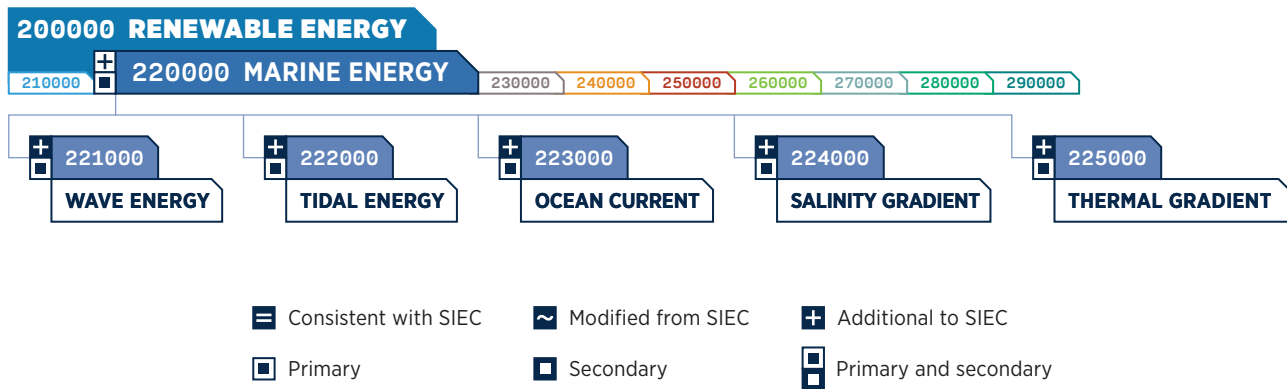 200000 RENEWABLE ENERGY
220000 MARINE ENERGY
210000 230000 240000 250000 260000 270000 280000 290000
221000 222000 223000 224000 225000
WAVE ENERGY TIDAL ENERGY OCEAN CURRENT SALINITY GRADIENT THERMAL GRADIENT
= Consistent with SIEC ~ Modified from SIEC + Additional to SIEC
Primary Secondary Primary and secondary